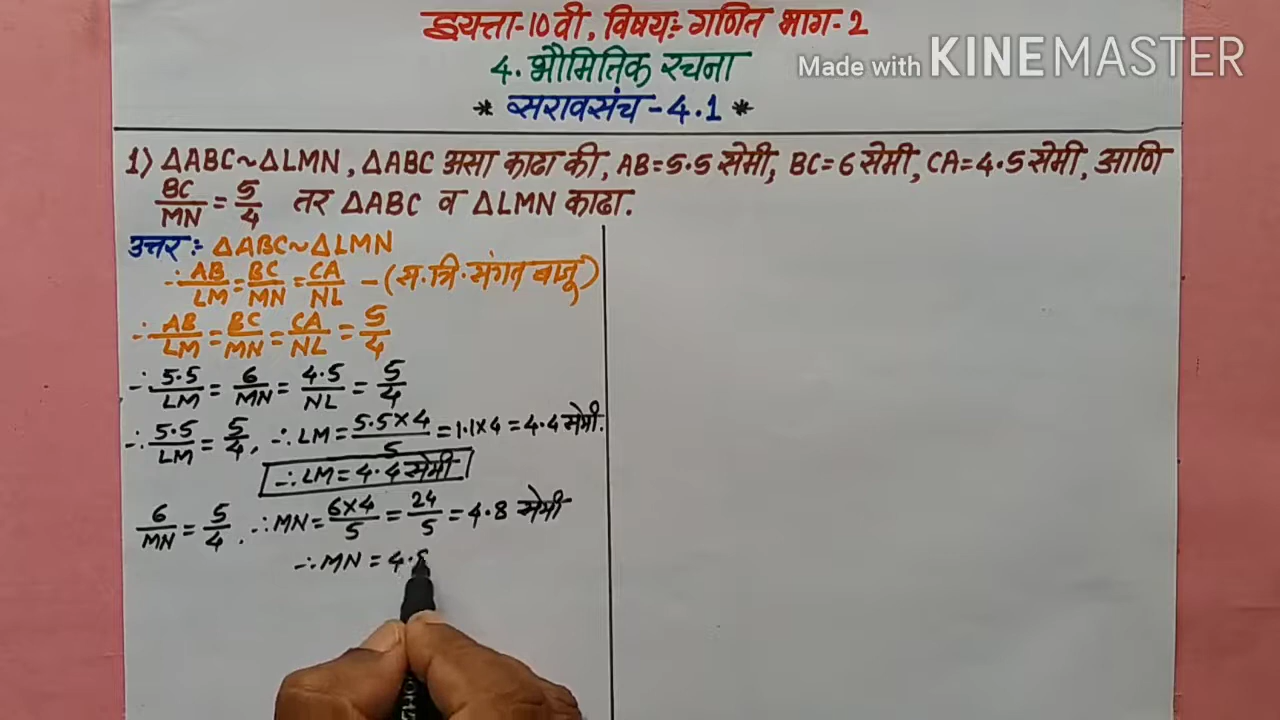 इयत्ता-10वी, विषय:- गणित भाग-2
4. भौमितिक रचना
Made with KINEMASTER
* सरावसंच-4.1 *
1) ΔABC~ΔLMN, ΔABC असा काढा की, AB=5.5 सेमी, BC=6 सेमी, CA=4.5 सेमी, आणि
BC/MN = 5/4 तर ΔABC व ΔLMN काढा.
उत्तर:- ΔABC~ΔLMN
∴ AB/LM = BC/MN = CA/NL - (स.त्रि.संगत बाजू)
∴ AB/LM = BC/MN = CA/NL = 5/4
∴ 5.5/LM = 6/MN = 4.5/NL = 5/4
∴ 5.5/LM = 5/4, ∴ LM = 5.5×4/5 = 1.1×4 = 4.4 सेमी.
∴ LM = 4.4 सेमी
6/MN = 5/4. ∴ MN = 6×4/5 = 24/5 = 4.8 सेमी
∴ MN = 4.